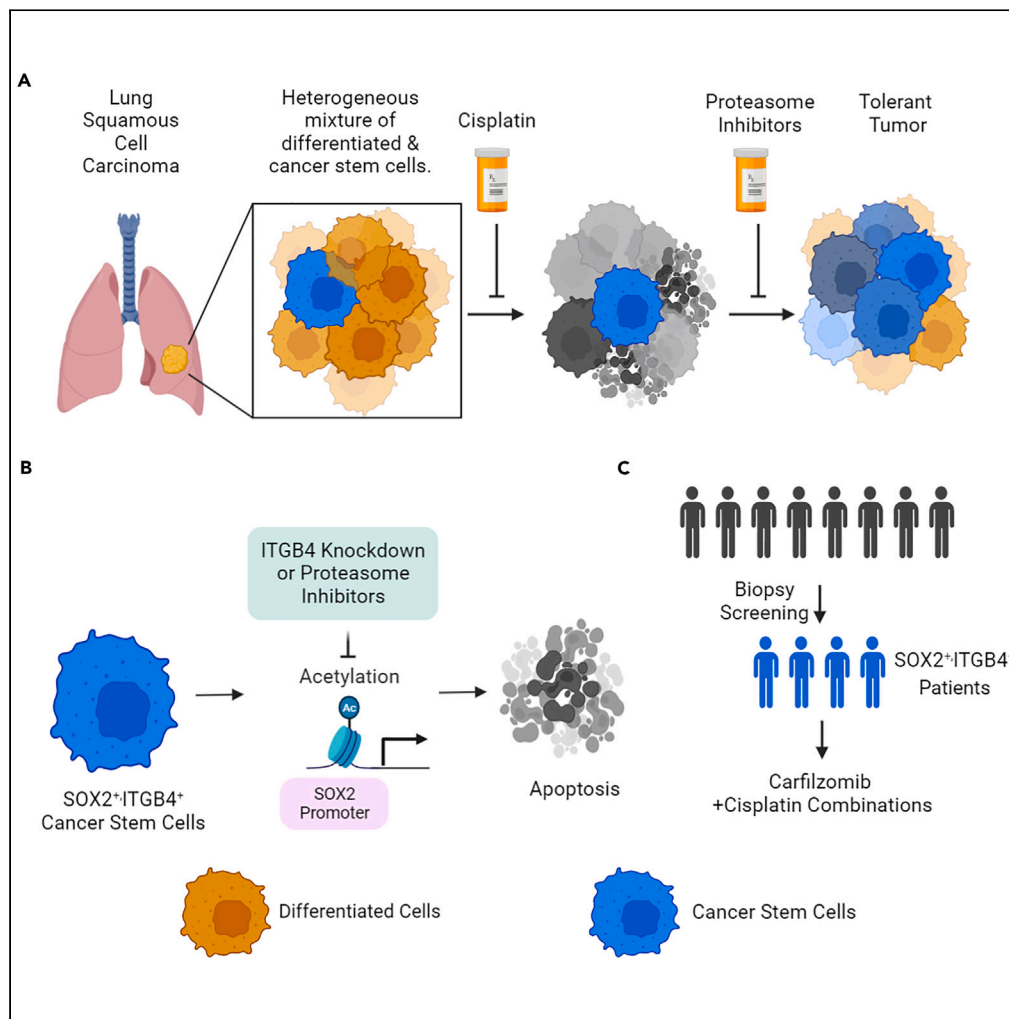 A
Lung
Squamous
Cell
Carcinoma
Heterogeneous
mixture of
differentiated &
cancer stem cells.
Cisplatin
Proteasome
Inhibitors
Tolerant
Tumor
B
ITGB4 Knockdown
or Proteasome
Inhibitors
Acetylation
Ac
SOX2
Promoter
SOX2⁺,ITGB4⁺
Cancer Stem Cells
Apoptosis
C
Biopsy
Screening
SOX2⁺,ITGB4⁺
Patients
Carfilzomib
+Cisplatin Combinations
Differentiated Cells
Cancer Stem Cells